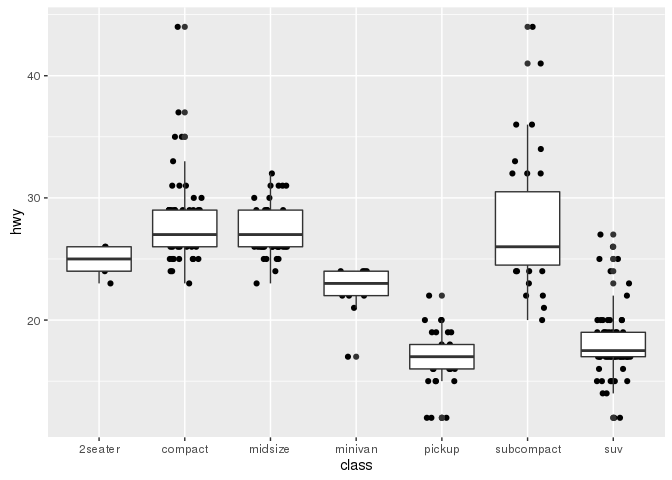 40
30
20
hwy
2seater compact midsize minivan pickup subcompact suv
class